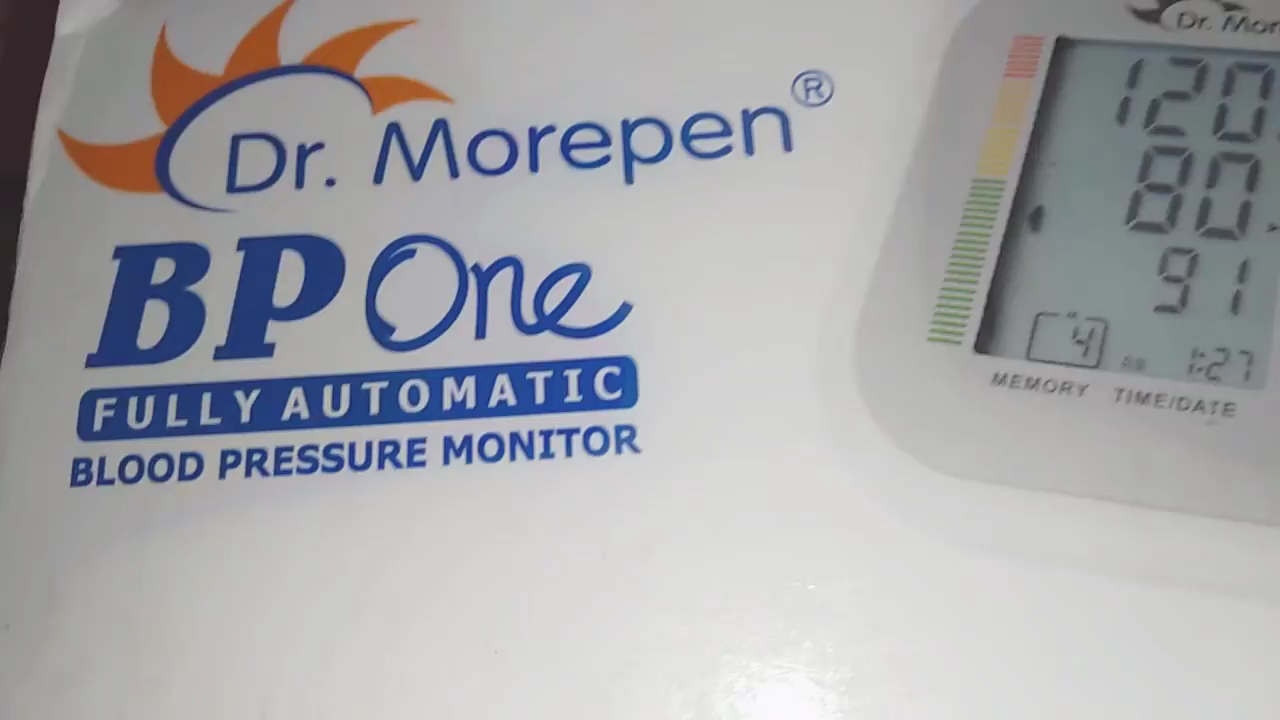 Dr. Morepen®
BP One
FULLY AUTOMATIC
BLOOD PRESSURE MONITOR
Dr. Mor
120
80
91
4
1:27
MEMORY TIME/DATE